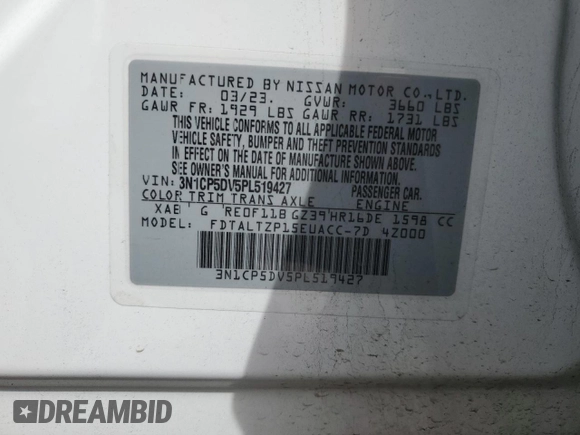 MANUFACTURED BY NISSAN MOTOR CO.,LTD.
DATE: 03/23. GVWR: 3660 LBS
GAWR FR: 1929 LBS GAWR RR: 1731 LBS
THIS VEHICLE CONFORMS TO ALL APPLICABLE FEDERAL MOTOR
VEHICLE SAFETY, BUMPER AND THEFT PREVENTION STANDARDS
IN EFFECT ON THE DATE OF MANUFACTURE SHOWN ABOVE.
SEE OWNER'S MANUAL FOR ADDITIONAL INFORMATION
VIN: 3N1CP5DV5PL519427 PASSENGER CAR.
COLOR TRIM TRANS AXLE ENGINE
XAB G RE0F11B GZ39 HR16DE 1598 CC
MODEL: FDTALTZP15EUACC-7D 42000
3N1CP5DV5PL519427
DREAMBID